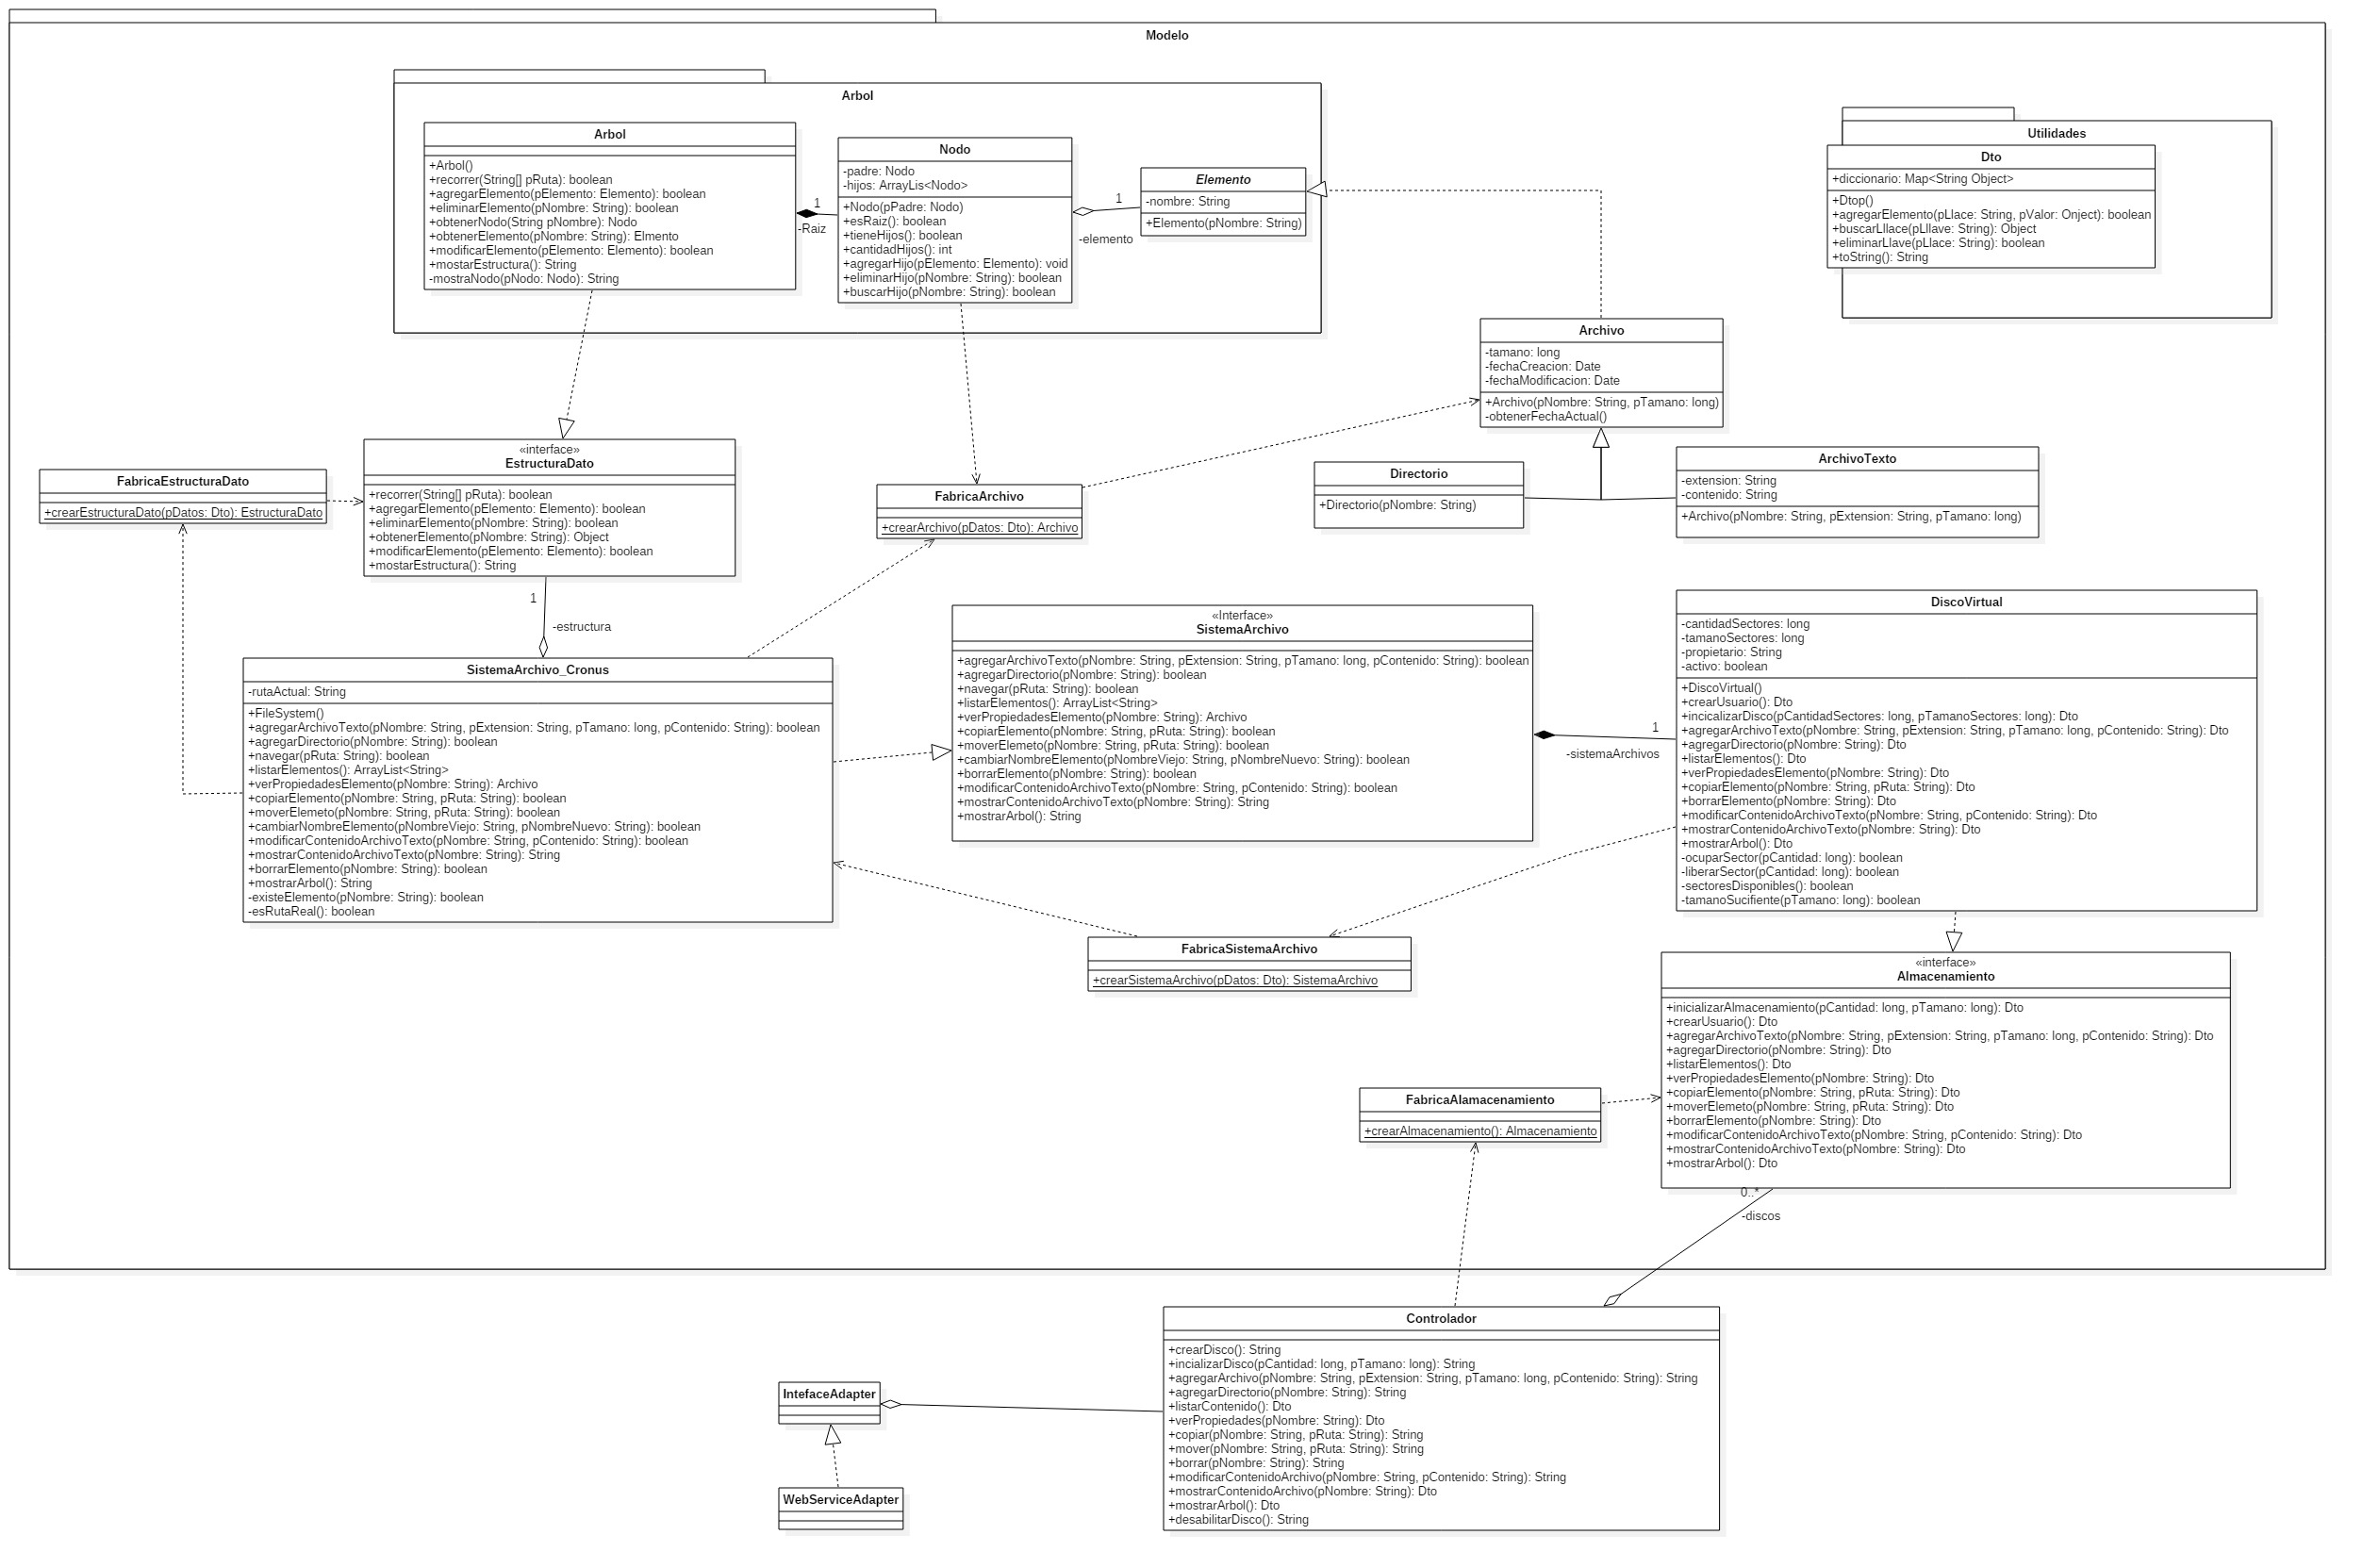 Modelo
Arbol
Arbol
+Arbol()
+recorrer(String[] pRuta): boolean
+agregarElemento(pElemento: Elemento): boolean
+eliminarElemento(pNombre: String): boolean
+obtenerNodo(String pNombre): Nodo
+obtenerElemento(pNombre: String): Elmento
+modificarElemento(pElemento: Elemento): boolean
+mostarEstructura(): String
-mostraNodo(pNodo: Nodo): String
1
-Raiz
Nodo
-padre: Nodo
-hijos: ArrayLis<Nodo>
+Nodo(pPadre: Nodo)
+esRaiz(): boolean
+tieneHijos(): boolean
+cantidadHijos(): int
+agregarHijo(pElemento: Elemento): void
+eliminarHijo(pNombre: String): boolean
+buscarHijo(pNombre: String): boolean
1
-elemento
Elemento
-nombre: String
+Elemento(pNombre: String)
Utilidades
Dto
+diccionario: Map<String Object>
+Dtop()
+agregarElemento(pLlace: String, pValor: Onject): boolean
+buscarLllace(pLllave: String): Object
+eliminarLlave(pLlace: String): boolean
+toString(): String
Archivo
-tamano: long
-fechaCreacion: Date
-fechaModificacion: Date
+Archivo(pNombre: String, pTamano: long)
-obtenerFechaActual()
«interface»
EstructuraDato
+recorrer(String[] pRuta): boolean
+agregarElemento(pElemento: Elemento): boolean
+eliminarElemento(pNombre: String): boolean
+obtenerElemento(pNombre: String): Object
+modificarElemento(pElemento: Elemento): boolean
+mostarEstructura(): String
FabricaEstructuraDato
+crearEstructuraDato(pDatos: Dto): EstructuraDato
FabricaArchivo
+crearArchivo(pDatos: Dto): Archivo
Directorio
+Directorio(pNombre: String)
ArchivoTexto
-extension: String
-contenido: String
+Archivo(pNombre: String, pExtension: String, pTamano: long)
1
-estructura
SistemaArchivo_Cronus
-rutaActual: String
+FileSystem()
+agregarArchivoTexto(pNombre: String, pExtension: String, pTamano: long, pContenido: String): boolean
+agregarDirectorio(pNombre: String): boolean
+navegar(pRuta: String): boolean
+listarElementos(): ArrayList<String>
+verPropiedadesElemento(pNombre: String): Archivo
+copiarElemento(pNombre: String, pRuta: String): boolean
+moverElemeto(pNombre: String, pRuta: String): boolean
+cambiarNombreElemento(pNombreViejo: String, pNombreNuevo: String): boolean
+modificarContenidoArchivoTexto(pNombre: String, pContenido: String): boolean
+mostrarContenidoArchivoTexto(pNombre: String): String
+borrarElemento(pNombre: String): boolean
+mostrarArbol(): String
-existeElemento(pNombre: String): boolean
-esRutaReal(): boolean
«Interface»
SistemaArchivo
+agregarArchivoTexto(pNombre: String, pExtension: String, pTamano: long, pContenido: String): boolean
+agregarDirectorio(pNombre: String): boolean
+navegar(pRuta: String): boolean
+listarElementos(): ArrayList<String>
+verPropiedadesElemento(pNombre: String): Archivo
+copiarElemento(pNombre: String, pRuta: String): boolean
+moverElemeto(pNombre: String, pRuta: String): boolean
+cambiarNombreElemento(pNombreViejo: String, pNombreNuevo: String): boolean
+borrarElemento(pNombre: String): boolean
+modificarContenidoArchivoTexto(pNombre: String, pContenido: String): boolean
+mostrarContenidoArchivoTexto(pNombre: String): String
+mostrarArbol(): String
1
-sistemaArchivos
DiscoVirtual
-cantidadSectores: long
-tamanoSectores: long
-propietario: String
-activo: boolean
+DiscoVirtual()
+crearUsuario(): Dto
+incicalizarDisco(pCantidadSectores: long, pTamanoSectores: long): Dto
+agregarArchivoTexto(pNombre: String, pExtension: String, pTamano: long, pContenido: String): Dto
+agregarDirectorio(pNombre: String): Dto
+listarElementos(): Dto
+verPropiedadesElemento(pNombre: String): Dto
+copiarElemento(pNombre: String, pRuta: String): Dto
+borrarElemento(pNombre: String): Dto
+modificarContenidoArchivoTexto(pNombre: String, pContenido: String): Dto
+mostrarContenidoArchivoTexto(pNombre: String): Dto
+mostrarArbol(): Dto
-ocuparSector(pCantidad: long): boolean
-liberarSector(pCantidad: long): boolean
-sectoresDisponibles(): boolean
-tamanoSucifiente(pTamano: long): boolean
FabricaSistemaArchivo
+crearSistemaArchivo(pDatos: Dto): SistemaArchivo
«interface»
Almacenamiento
+inicializarAlmacenamiento(pCantidad: long, pTamano: long): Dto
+crearUsuario(): Dto
+agregarArchivoTexto(pNombre: String, pExtension: String, pTamano: long, pContenido: String): Dto
+agregarDirectorio(pNombre: String): Dto
+listarElementos(): Dto
+verPropiedadesElemento(pNombre: String): Dto
+copiarElemento(pNombre: String, pRuta: String): Dto
+moverElemeto(pNombre: String, pRuta: String): Dto
+borrarElemento(pNombre: String): Dto
+modificarContenidoArchivoTexto(pNombre: String, pContenido: String): Dto
+mostrarContenidoArchivoTexto(pNombre: String): Dto
+mostrarArbol(): Dto
FabricaAlamacenamiento
+crearAlmacenamiento(): Almacenamiento
0..*
-discos
Controlador
+crearDisco(): String
+incializarDisco(pCantidad: long, pTamano: long): String
+agregarArchivo(pNombre: String, pExtension: String, pTamano: long, pContenido: String): String
+agregarDirectorio(pNombre: String): String
+listarContenido(): Dto
+verPropiedades(pNombre: String): Dto
+copiar(pNombre: String, pRuta: String): String
+mover(pNombre: String, pRuta: String): String
+borrar(pNombre: String): String
+modificarContenidoArchivo(pNombre: String, pContenido: String): String
+mostrarContenidoArchivo(pNombre: String): Dto
+mostrarArbol(): Dto
+desabilitarDisco(): String
IntefaceAdapter
WebServiceAdapter